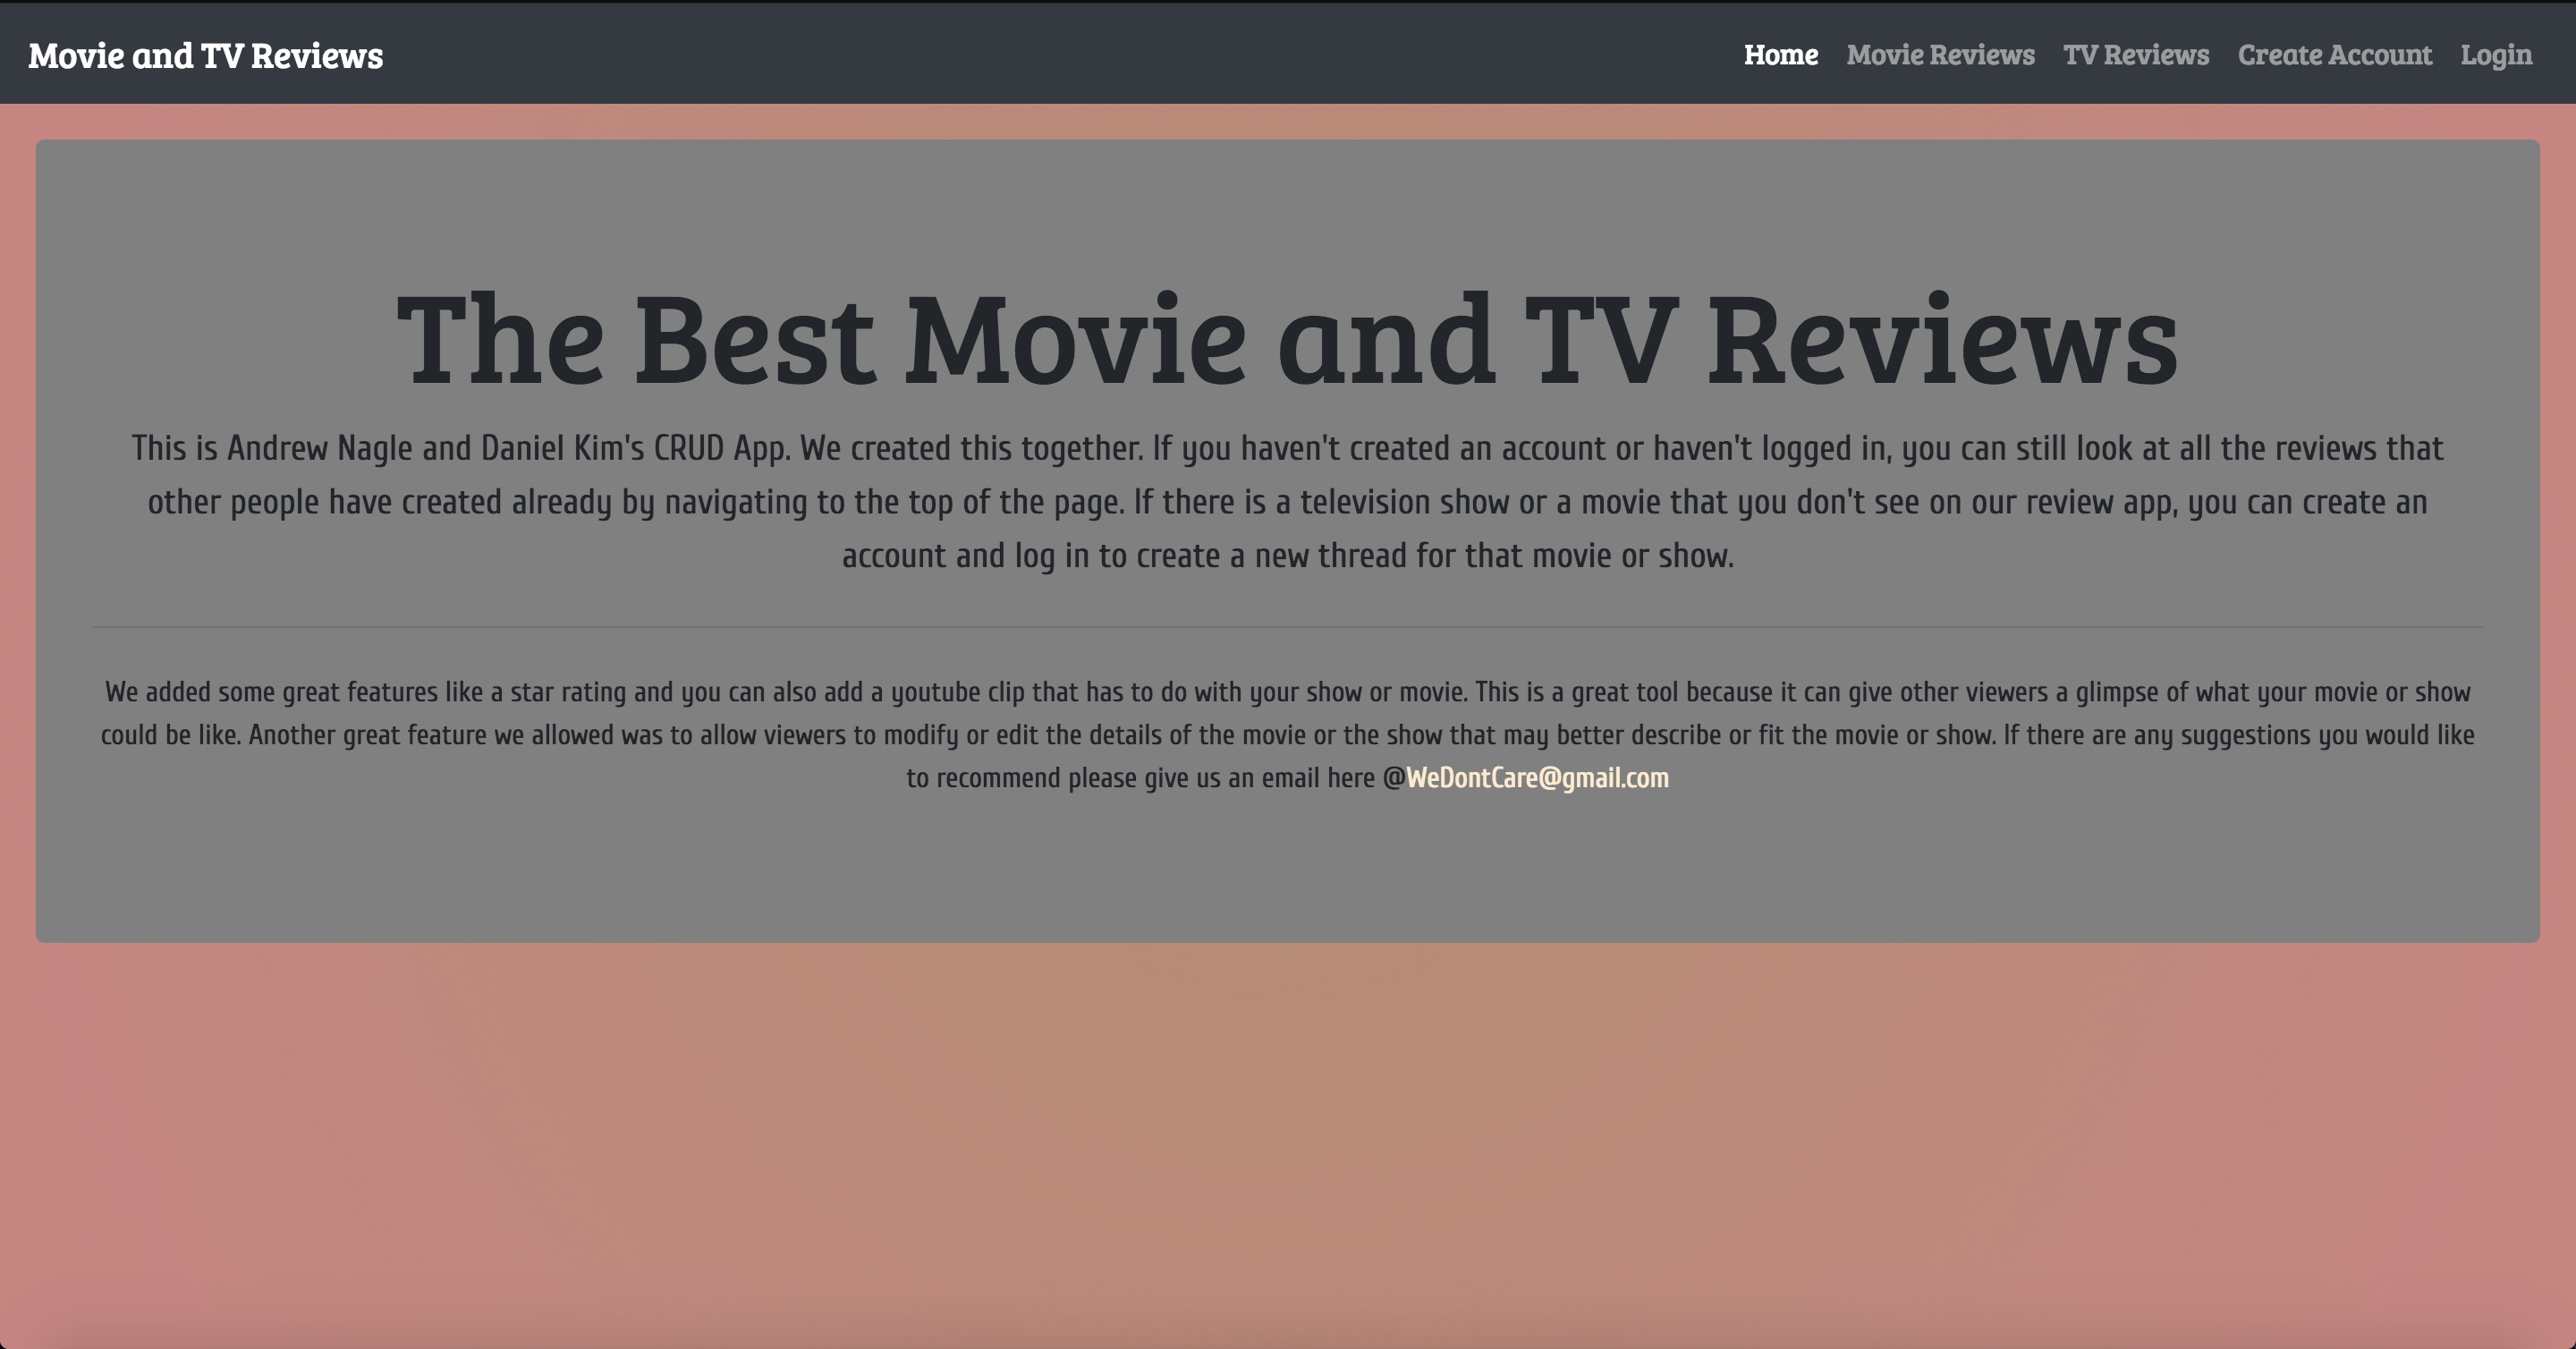 Movie and TV Reviews
Home Movie Reviews TV Reviews Create Account Login
The Best Movie and TV Reviews
This is Andrew Nagle and Daniel Kim's CRUD App. We created this together. If you haven't created an account or haven't logged in, you can still look at all the reviews that
other people have created already by navigating to the top of the page. If there is a television show or a movie that you don't see on our review app, you can create an
account and log in to create a new thread for that movie or show.
We added some great features like a star rating and you can also add a youtube clip that has to do with your show or movie. This is a great tool because it can give other viewers a glimpse of what your movie or show
could be like. Another great feature we allowed was to allow viewers to modify or edit the details of the movie or the show that may better describe or fit the movie or show. If there are any suggestions you would like
to recommend please give us an email here @WeDontCare@gmail.com